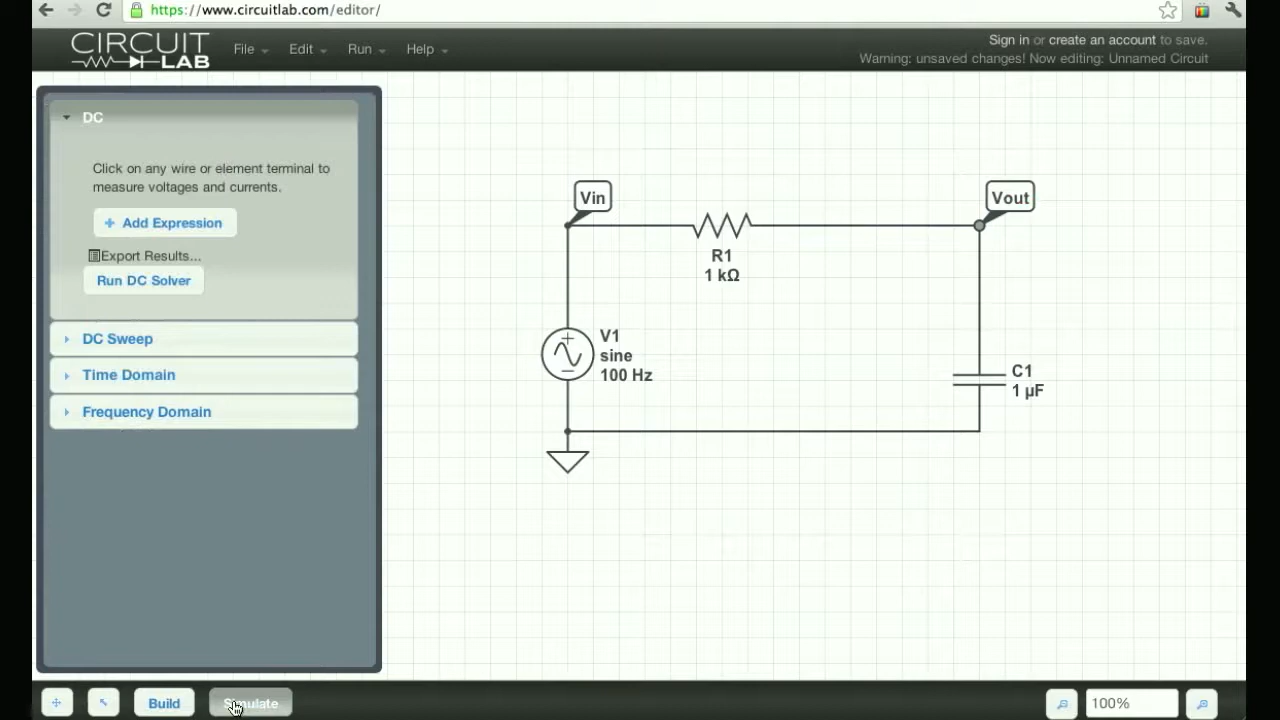 https://www.circuitlab.com/editor/
CIRCUIT
LAB
File
Edit
Run
Help
Sign in or create an account to save.
Warning: unsaved changes! Now editing: Unnamed Circuit
DC
Click on any wire or element terminal to
measure voltages and currents.
+ Add Expression
Export Results...
Run DC Solver
DC Sweep
Time Domain
Frequency Domain
Vin
Vout
R1
1 kΩ
V1
sine
100 Hz
C1
1 µF
Build
Simulate
100%